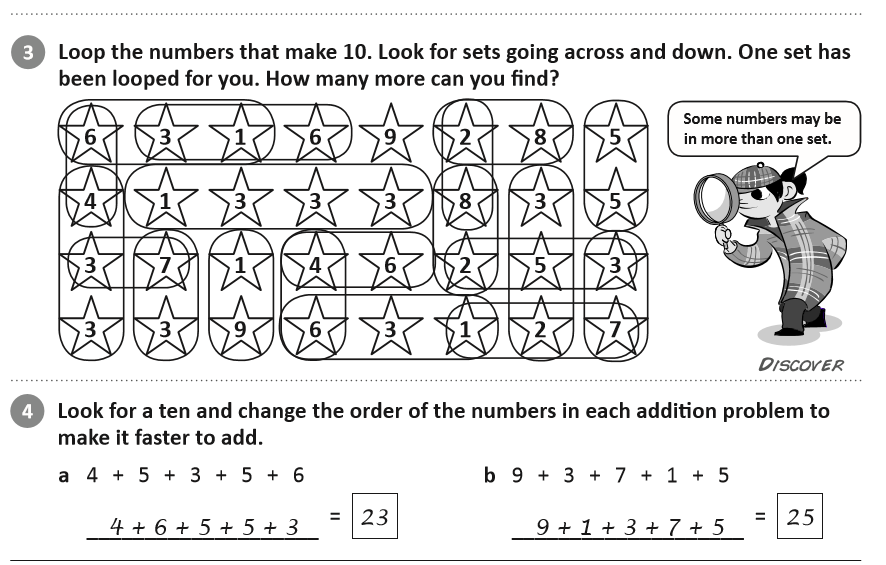 3 Loop the numbers that make 10. Look for sets going across and down. One set has
been looped for you. How many more can you find?
6 3 1 6 9 2 8 5
Some numbers may be
in more than one set.
4 1 3 3 3 8 3 5
3 7 1 4 6 2 5 3
3 3 9 6 3 1 2 7
DISCOVER
4 Look for a ten and change the order of the numbers in each addition problem to
make it faster to add.
a 4 + 5 + 3 + 5 + 6
4 + 6 + 5 + 5 + 3 = 23
b 9 + 3 + 7 + 1 + 5
9 + 1 + 3 + 7 + 5 = 25